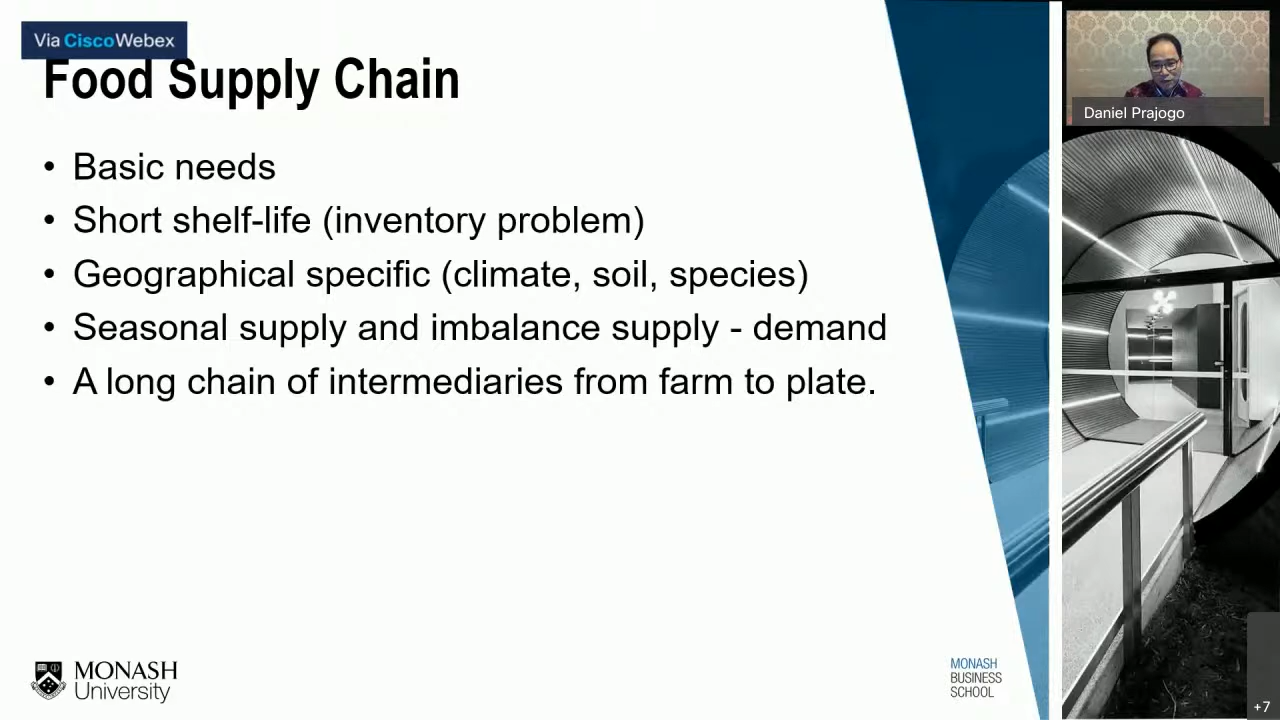 Via CiscoWebex
Food Supply Chain
• Basic needs
• Short shelf-life (inventory problem)
• Geographical specific (climate, soil, species)
• Seasonal supply and imbalance supply - demand
• A long chain of intermediaries from farm to plate.
MONASH
University
MONASH
BUSINESS
SCHOOL
Daniel Prajogo
+7